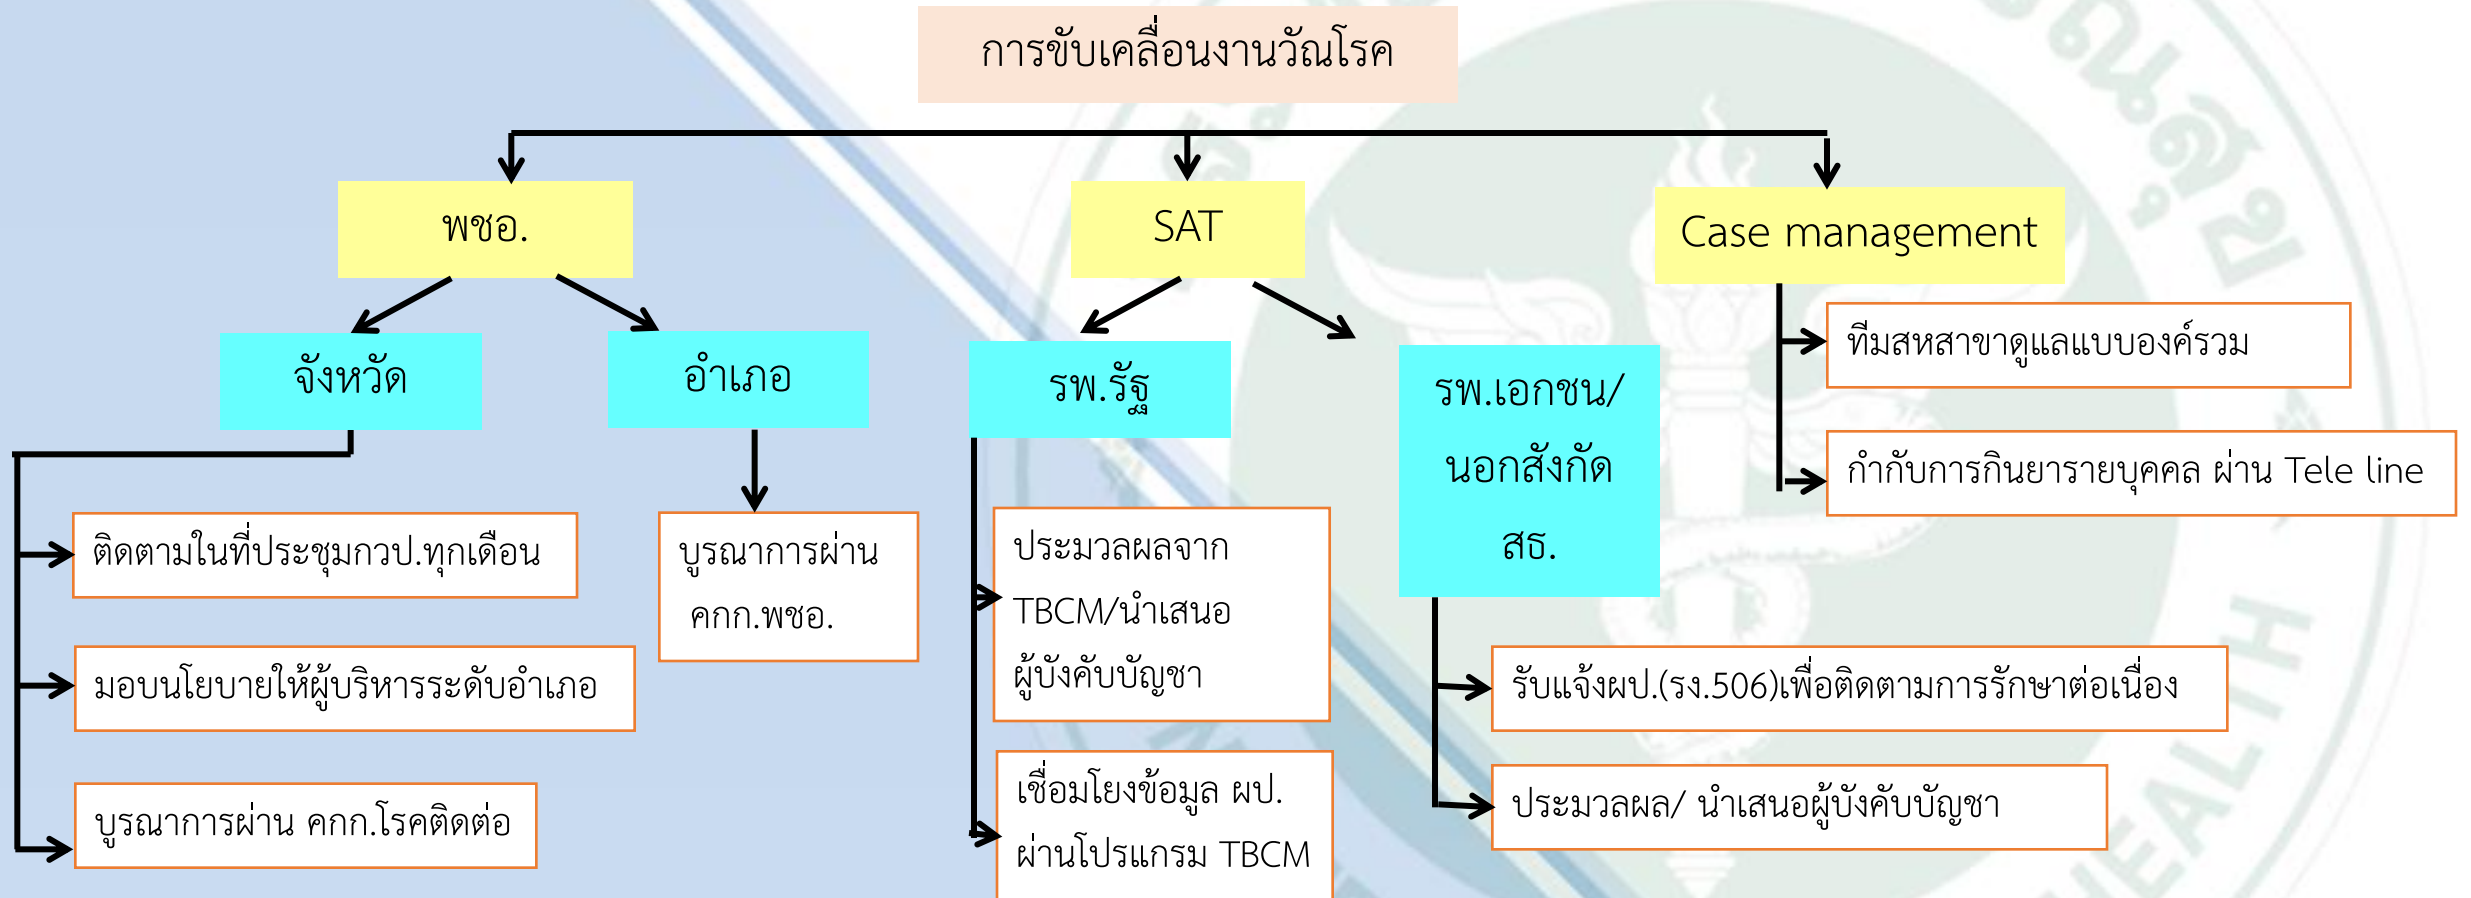 การขับเคลื่อนงานวัณโรค
พชอ.
SAT
Case management
จังหวัด
อำเภอ
รพ.รัฐ
รพ.เอกชน/
นอกสังกัด
สธ.
ทีมสหสาขาดูแลแบบองค์รวม
กำกับการกินยารายบุคคล ผ่าน Tele line
ติดตามในที่ประชุมกวป.ทุกเดือน
มอบนโยบายให้ผู้บริหารระดับอำเภอ
บูรณาการผ่าน คกก.โรคติดต่อ
บูรณาการผ่าน
คกก.พชอ.
ประมวลผลจาก
TBCM/นำเสนอ
ผู้บังคับบัญชา
เชื่อมโยงข้อมูล ผป.
ผ่านโปรแกรม TBCM
รับแจ้งผป.(รง.506)เพื่อติดตามการรักษาต่อเนื่อง
ประมวลผล/ นำเสนอผู้บังคับบัญชา